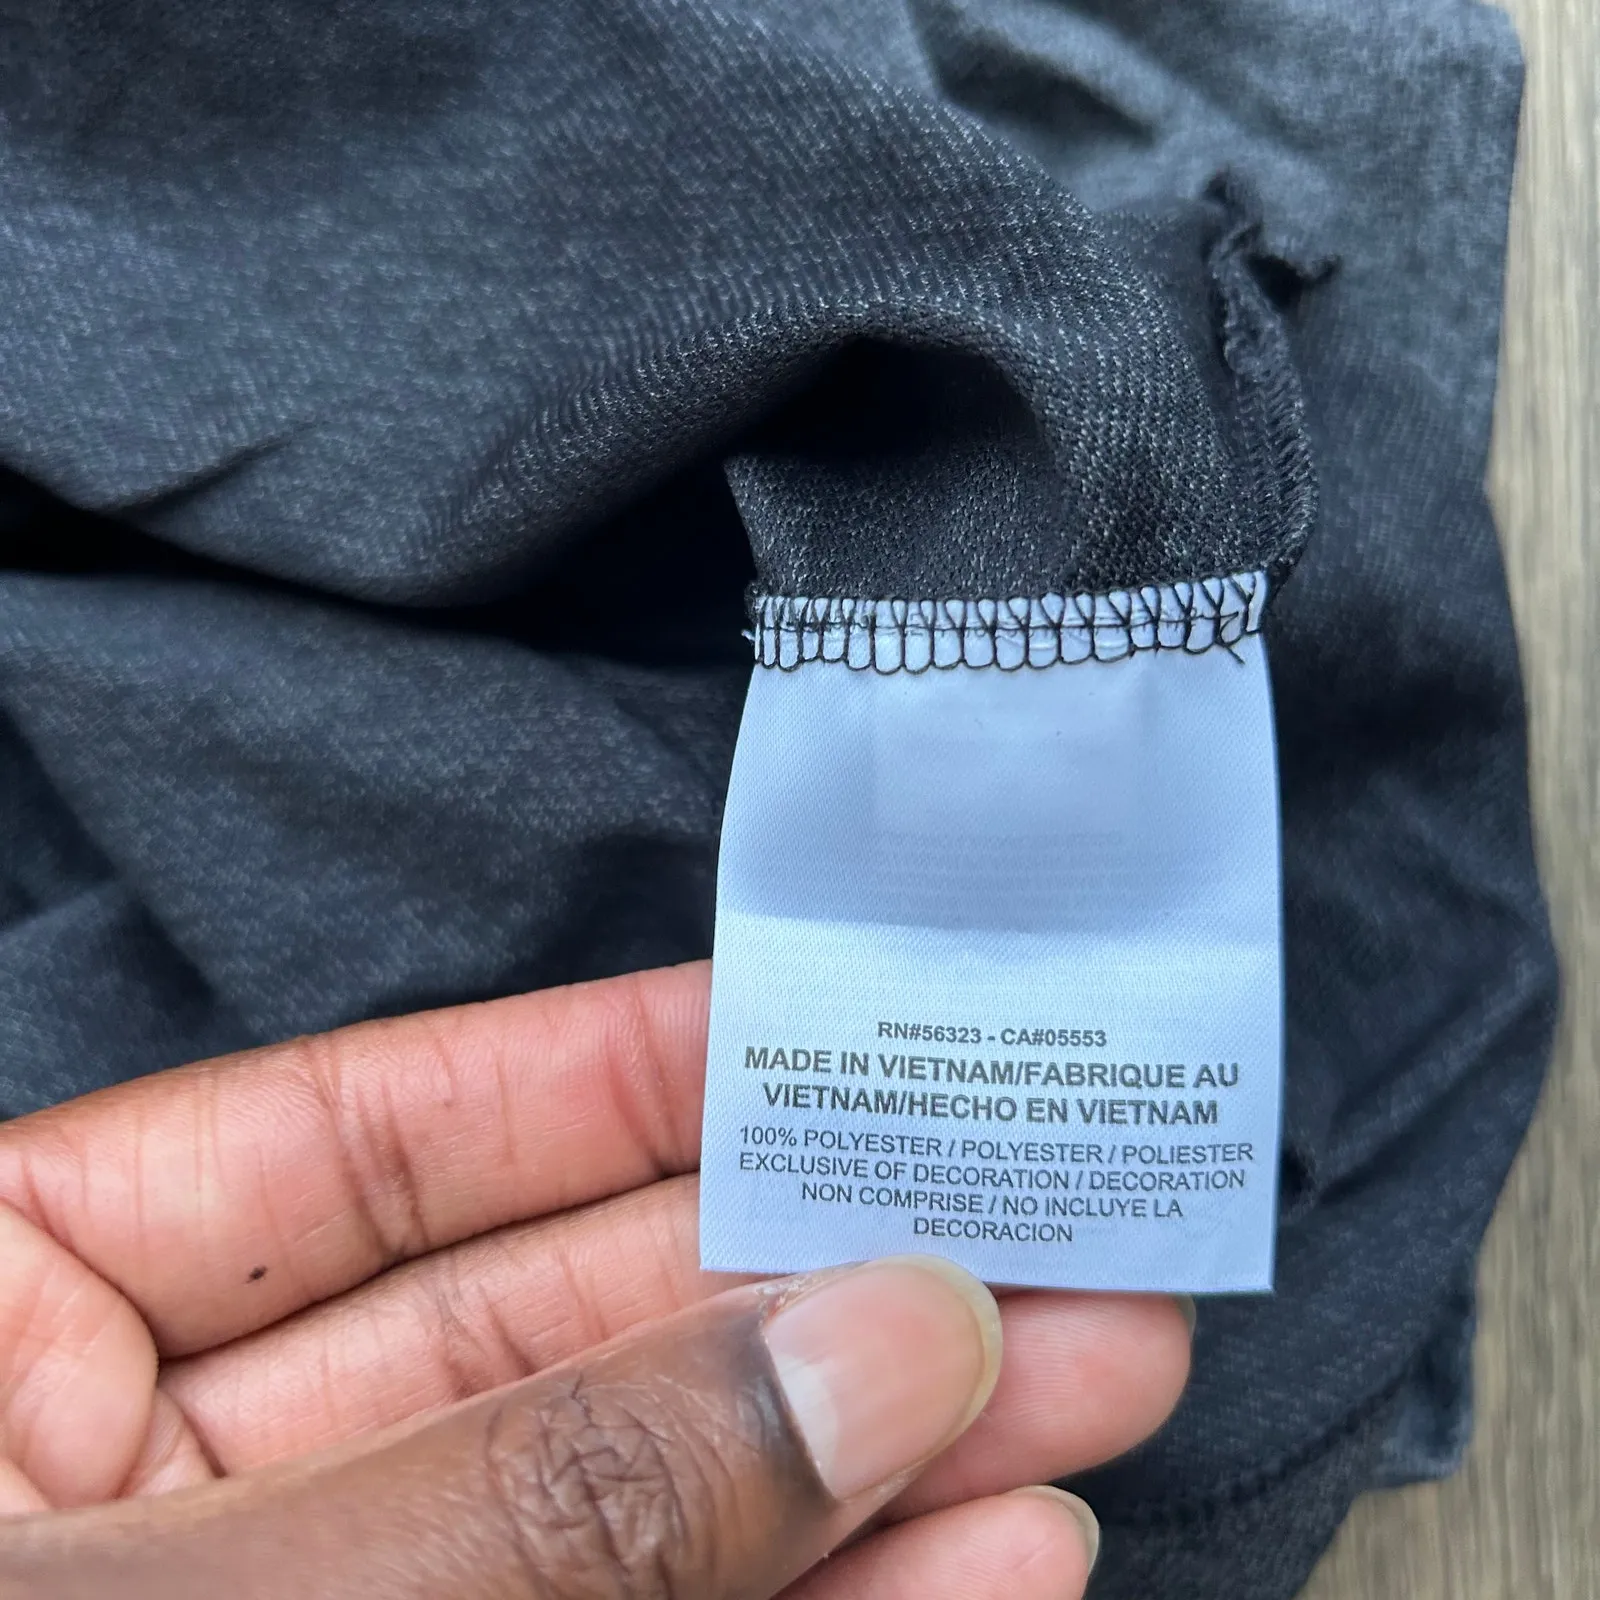 RN#56323 - CA#05553
MADE IN VIETNAM/FABRIQUE AU
VIETNAM/HECHO EN VIETNAM
100% POLYESTER / POLYESTER / POLIESTER
EXCLUSIVE OF DECORATION / DECORATION
NON COMPRISE / NO INCLUYE LA
DECORACION